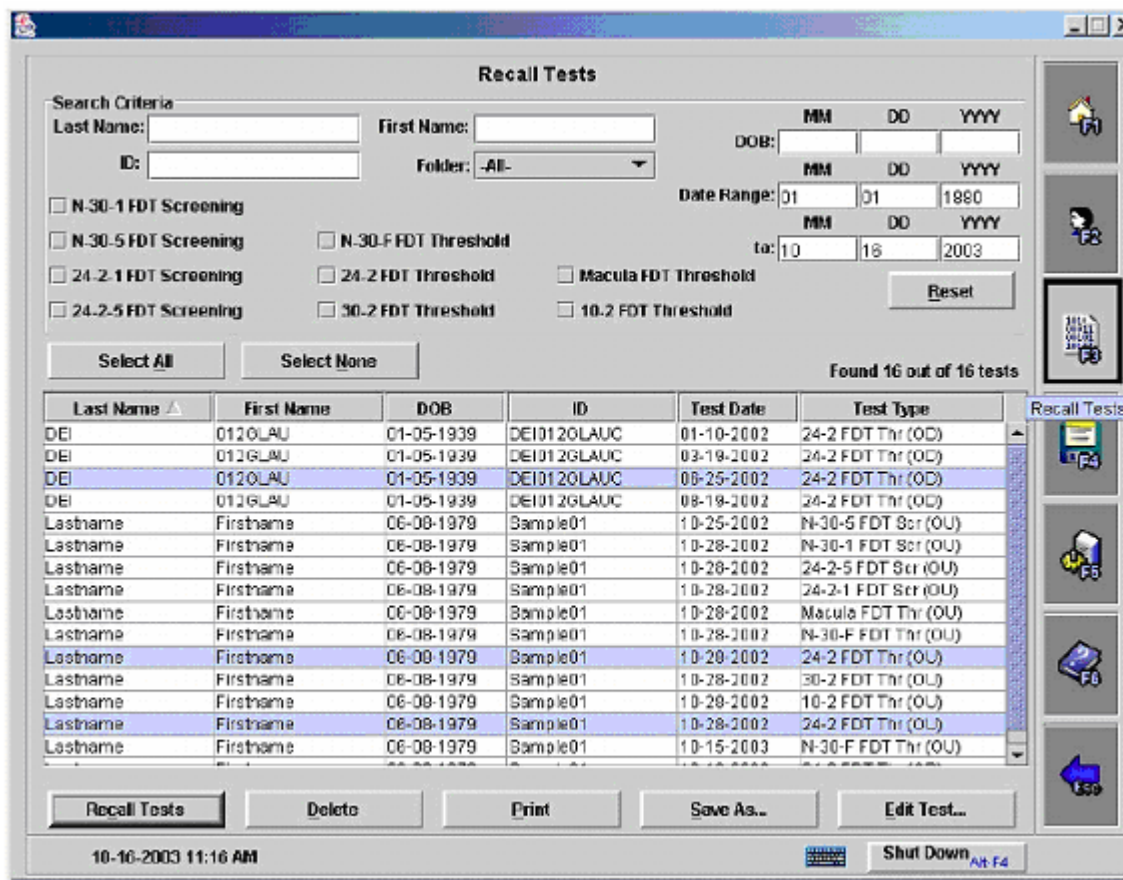 Recall Tests
Search Criteria
Last Name:
First Name:
MM DD YYYY
DOB:
ID:
Folder: -All-
MM DD YYYY
Date Range: 01 01 1880
N-30-1 FDT Screening
MM DD YYYY
N-30-5 FDT Screening
N-30-F FDT Threshold
to: 10 16 2003
24-2-1 FDT Screening
24-2 FDT Threshold
Macula FDT Threshold
Reset
24-2-5 FDT Screening
30-2 FDT Threshold
10-2 FDT Threshold
Select All
Select None
Found 16 out of 16 tests
Last Name First Name DOB ID Test Date Test Type
DEI 012GLAU 01-05-1939 DEI012GLAUC 01-10-2002 24-2 FDT Thr (OD)
DEI 012GLAU 01-05-1939 DEI012GLAUC 03-19-2002 24-2 FDT Thr (OD)
DEI 012GLAU 01-05-1939 DEI012GLAUC 06-25-2002 24-2 FDT Thr (OD)
DEI 012GLAU 01-05-1939 DEI012GLAUC 08-19-2002 24-2 FDT Thr (OD)
Lastname Firstname 06-08-1979 Sample01 10-25-2002 N-30-5 FDT Scr (OU)
Lastname Firstname 06-08-1979 Sample01 10-28-2002 N-30-1 FDT Scr (OU)
Lastname Firstname 06-08-1979 Sample01 10-28-2002 24-2-5 FDT Scr (OU)
Lastname Firstname 06-08-1979 Sample01 10-28-2002 24-2-1 FDT Scr (OU)
Lastname Firstname 06-08-1979 Sample01 10-28-2002 Macula FDT Thr (OU)
Lastname Firstname 06-08-1979 Sample01 10-28-2002 N-30-F FDT Thr (OU)
Lastname Firstname 06-08-1979 Sample01 10-28-2002 24-2 FDT Thr (OU)
Lastname Firstname 06-08-1979 Sample01 10-28-2002 30-2 FDT Thr (OU)
Lastname Firstname 06-08-1979 Sample01 10-28-2002 10-2 FDT Thr (OU)
Lastname Firstname 06-08-1979 Sample01 10-28-2002 24-2 FDT Thr (OU)
Lastname Firstname 06-08-1979 Sample01 10-15-2003 N-30-F FDT Thr (OU)
Recall Tests
Delete
Print
Save As...
Edit Test...
10-16-2003 11:16 AM
Shut Down Alt-F4
F1
F2
F3
Recall Tests
F4
F5
F6
ESC